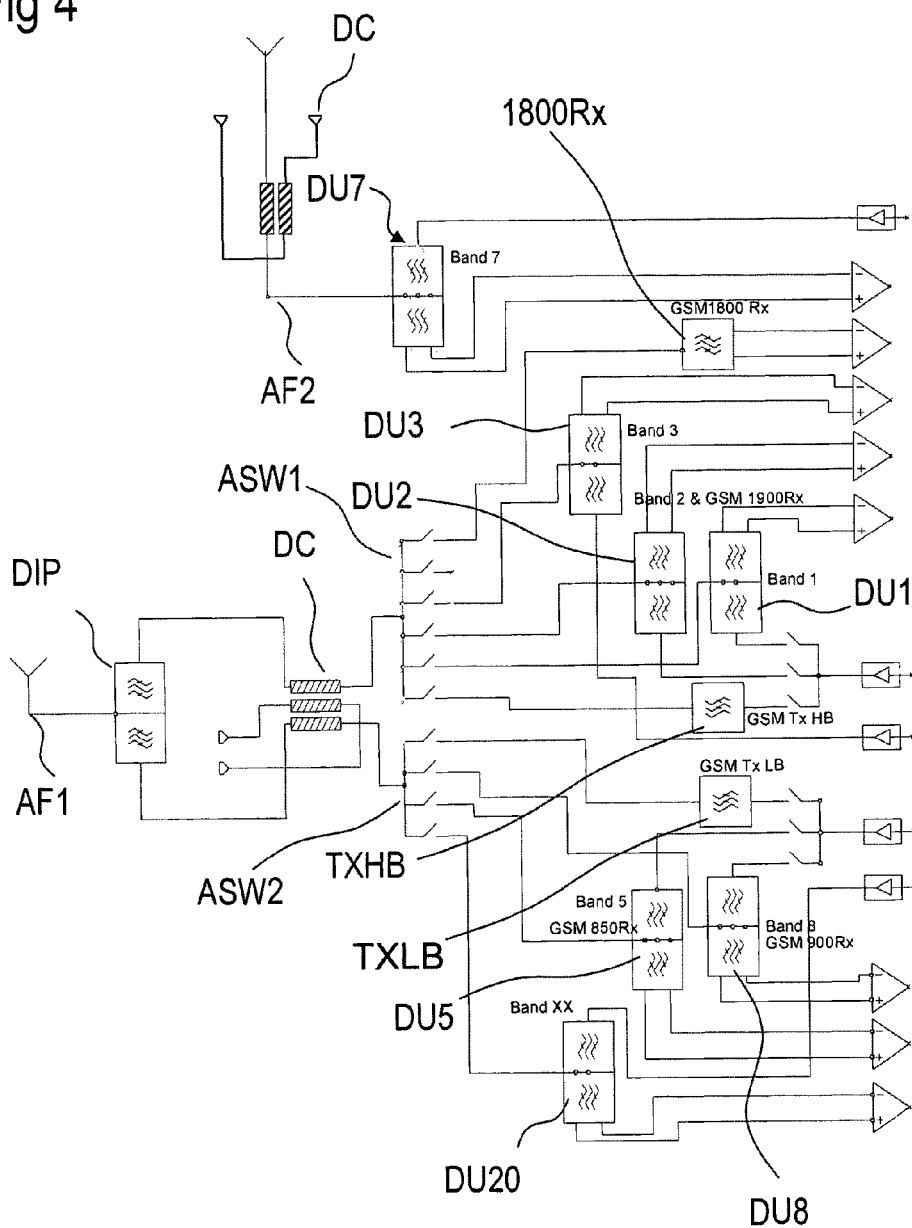 Fig 4
DC
1800Rx
DU7
Band 7
GSM1800 Rx
AF2
DU3
Band 3
ASW1
DU2
Band 2 & GSM 1900Rx
DC
DIP
Band 1
DU1
GSM Tx HB
AF1
GSM Tx LB
ASW2
TXHB
Band 5
GSM 850Rx
Band 8
GSM 900Rx
TXLB
DU5
Band XX
DU20
DU8